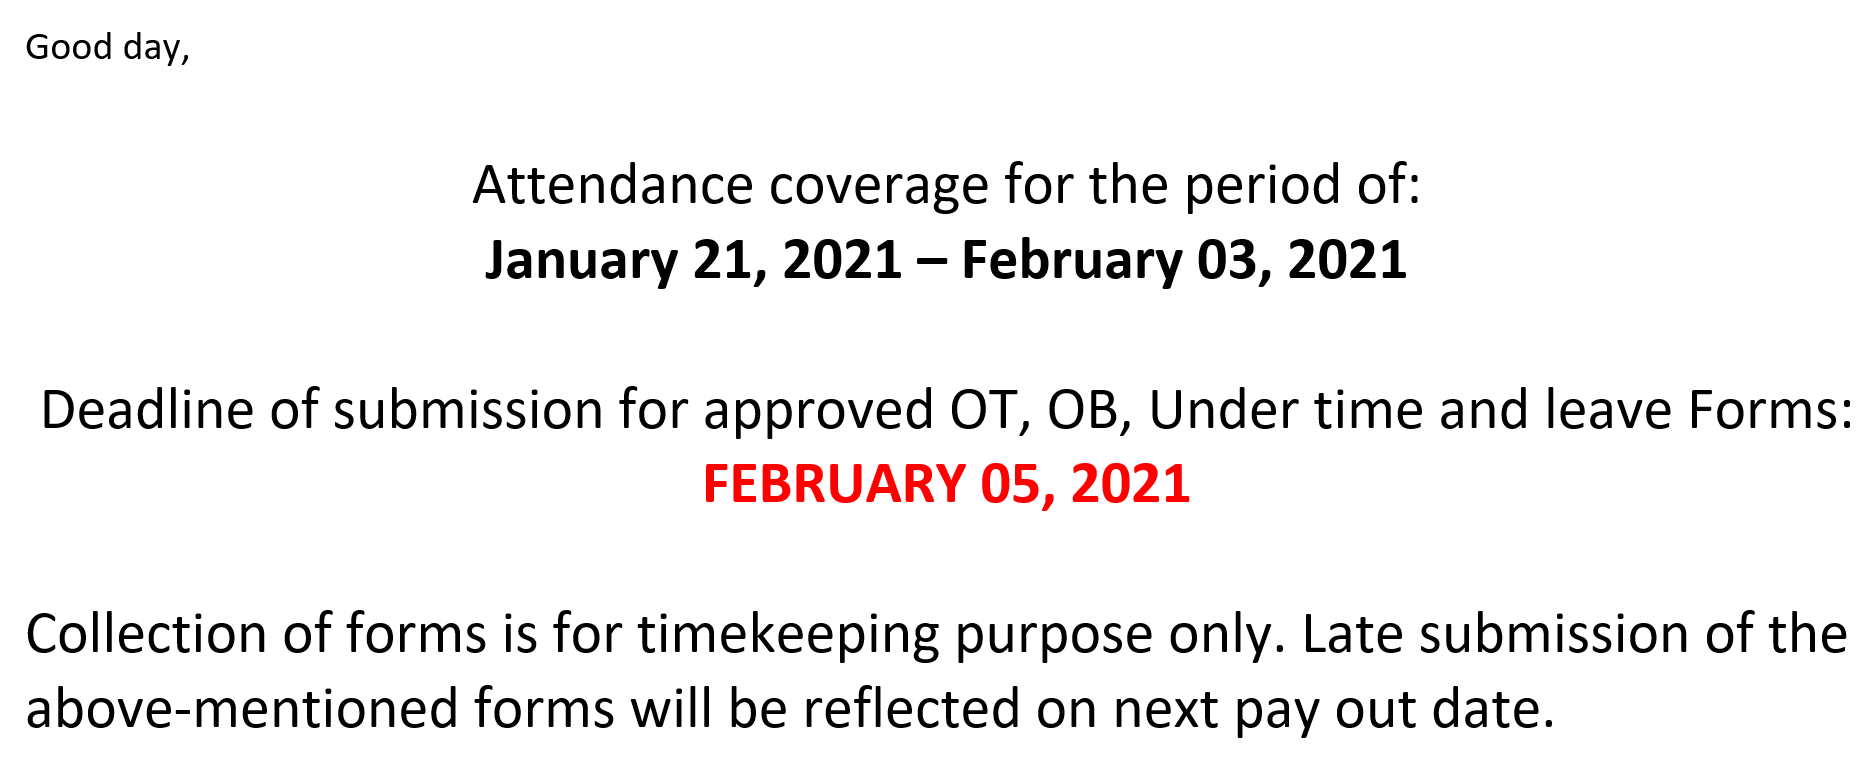 Good day,
Attendance coverage for the period of:
January 21, 2021 – February 03, 2021
Deadline of submission for approved OT, OB, Under time and leave Forms:
FEBRUARY 05, 2021
Collection of forms is for timekeeping purpose only. Late submission of the
above-mentioned forms will be reflected on next pay out date.